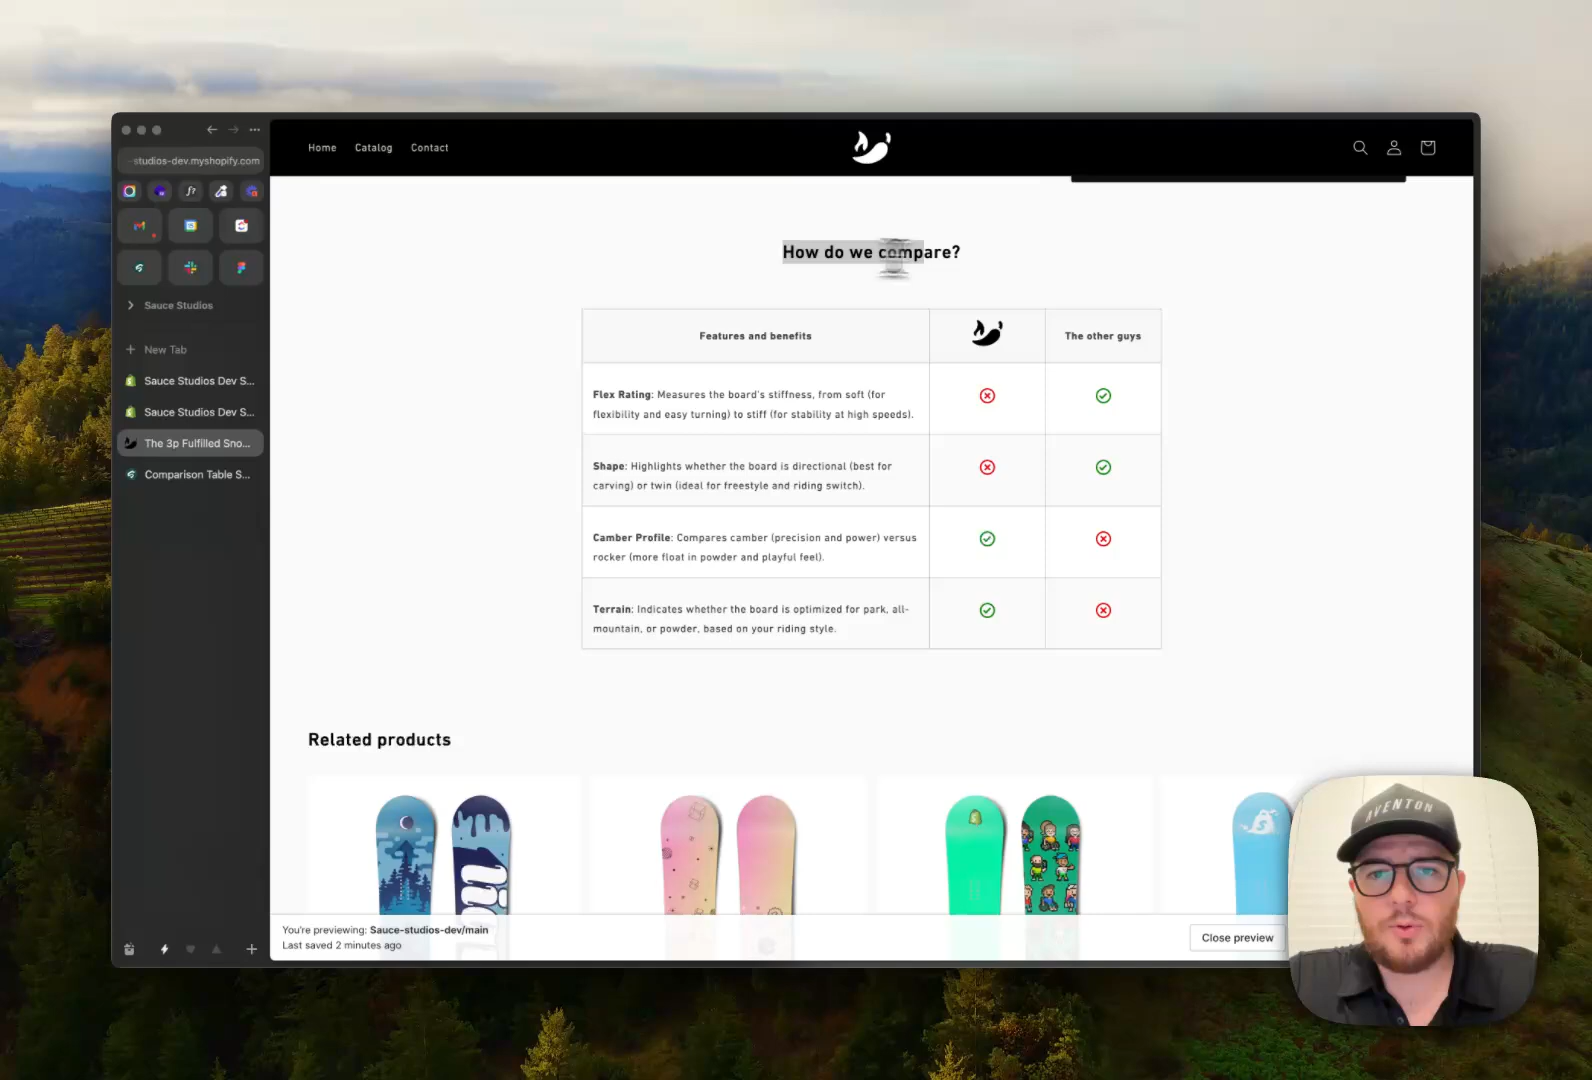 Home Catalog Contact
studios-dev.myshopify.com
How do we compare?
Features and benefits
The other guys
Flex Rating: Measures the board's stiffness, from soft (for
flexibility and easy turning) to stiff (for stability at high speeds).
Shape: Highlights whether the board is directional (best for
carving) or twin (ideal for freestyle and riding switch).
Camber Profile: Compares camber (precision and power) versus
rocker (more float in powder and playful feel).
Terrain: Indicates whether the board is optimized for park, all-
mountain, or powder, based on your riding style.
Related products
Sauce Studios
New Tab
Sauce Studios Dev S...
Sauce Studios Dev S...
The 3p Fulfilled Sno...
Comparison Table S...
You're previewing: Sauce-studios-dev/main
Last saved 2 minutes ago
Close preview
AVENTON